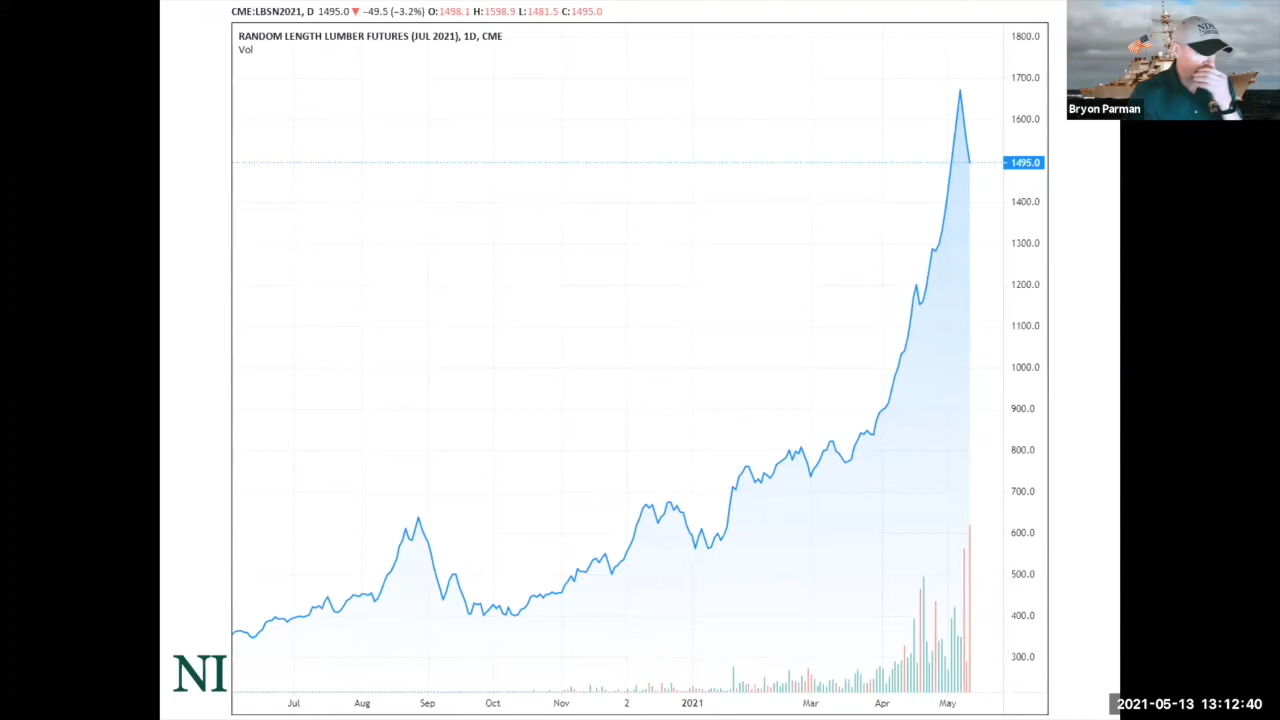 CME:LBSN2021, D 1495.0 ▼ −49.5 (−3.2%) O:1498.1 H:1598.9 L:1481.5 C:1495.0
RANDOM LENGTH LUMBER FUTURES (JUL 2021), 1D, CME
Vol
1800.0
1700.0
1600.0
1495.0
1400.0
1300.0
1200.0
1100.0
1000.0
900.0
800.0
700.0
600.0
500.0
400.0
300.0
Jul Aug Sep Oct Nov 2 2021 Mar Apr May
NI
Bryon Parman
2021-05-13 13:12:40